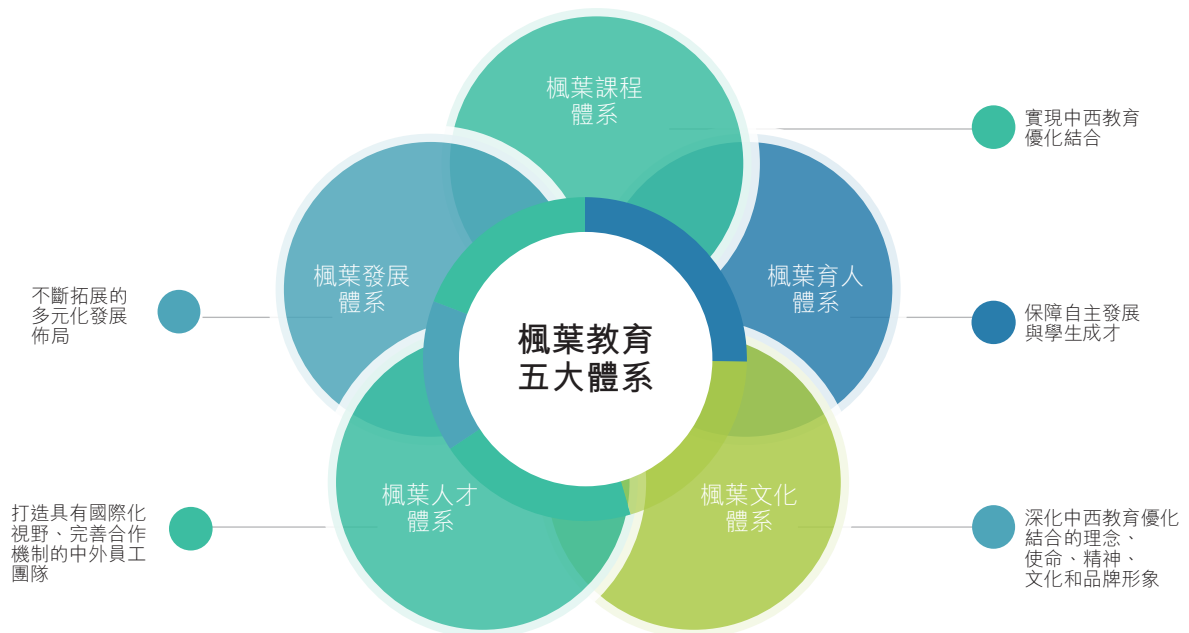 楓葉課程
體系
實現中西教育
優化結合
楓葉發展
體系
楓葉育人
體系
不斷拓展的
多元化發展
佈局
保障自主發展
與學生成才
楓葉教育
五大體系
楓葉人才
體系
楓葉文化
體系
打造具有國際化
視野、完善合作
機制的中外員工
團隊
深化中西教育優化
結合的理念、
使命、精神、
文化和品牌形象